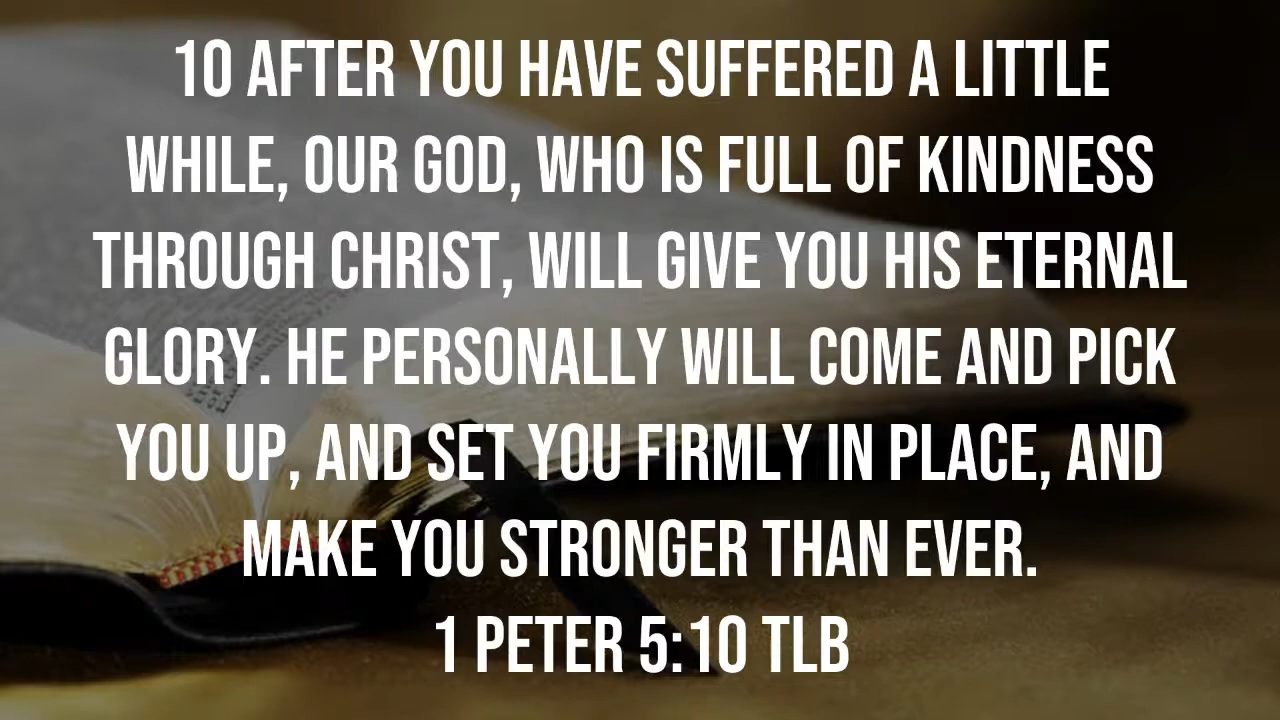 10 AFTER YOU HAVE SUFFERED A LITTLE
WHILE, OUR GOD, WHO IS FULL OF KINDNESS
THROUGH CHRIST, WILL GIVE YOU HIS ETERNAL
GLORY. HE PERSONALLY WILL COME AND PICK
YOU UP, AND SET YOU FIRMLY IN PLACE, AND
MAKE YOU STRONGER THAN EVER.
1 PETER 5:10 TLB